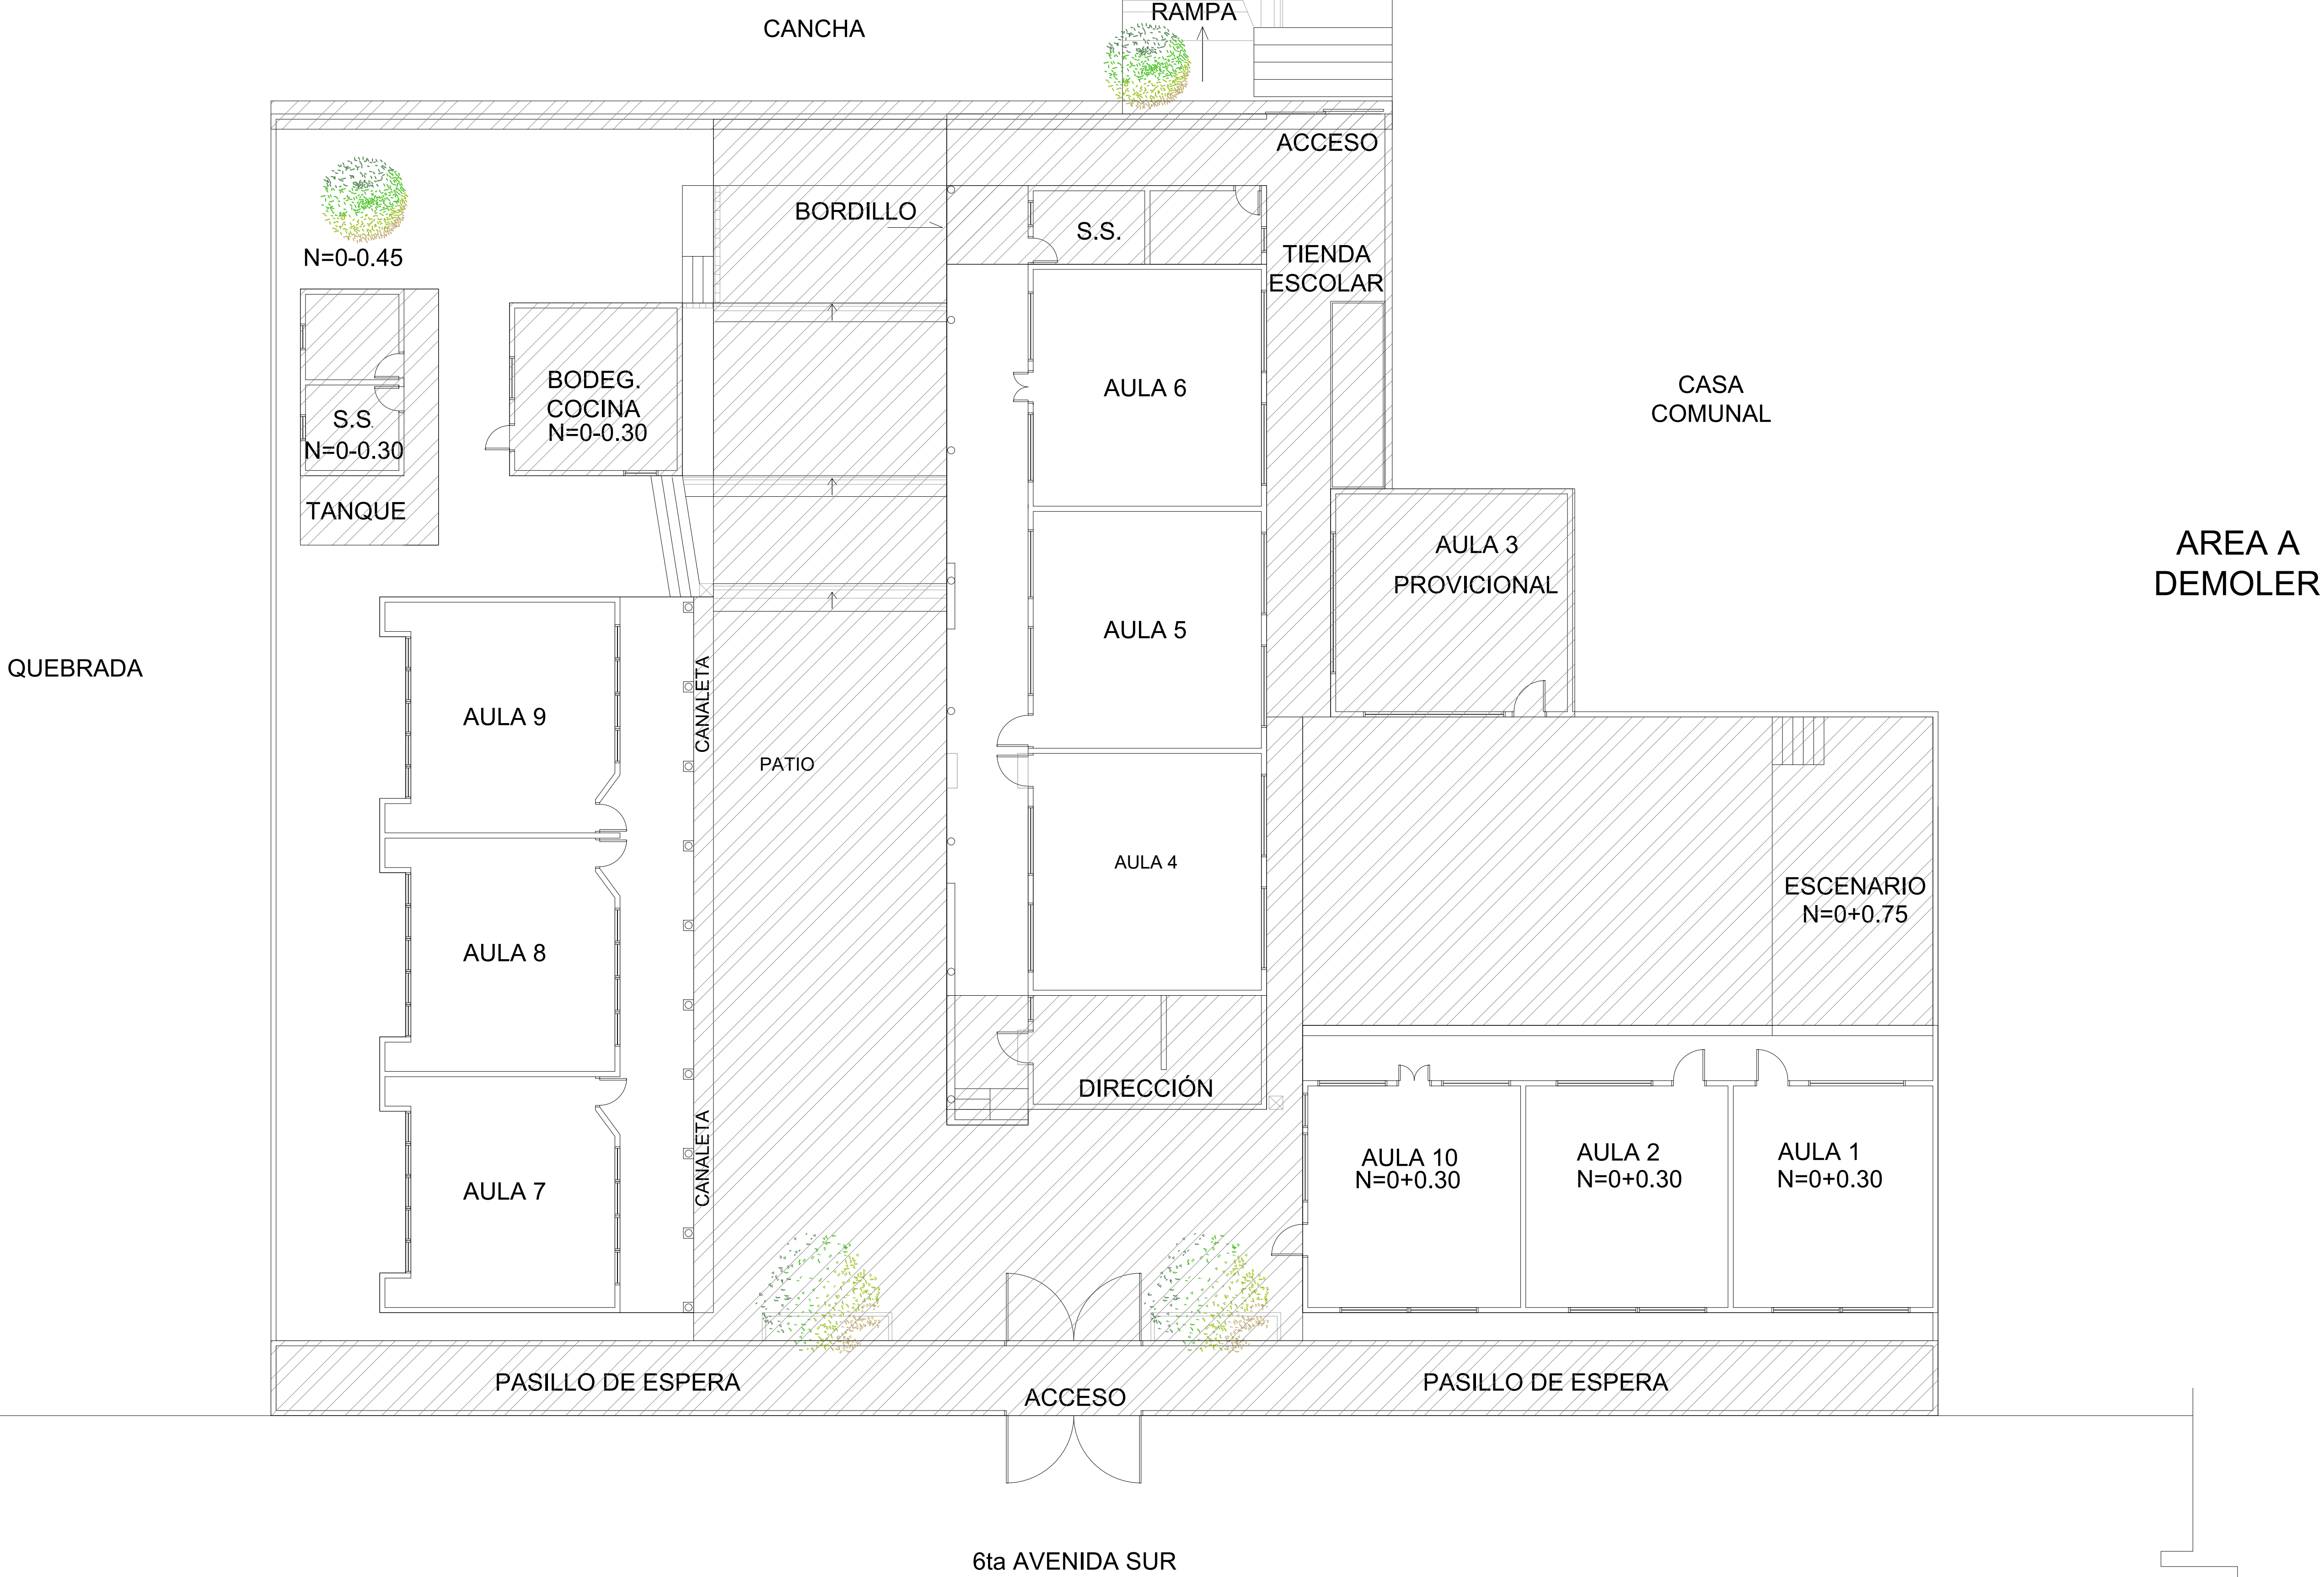 RAMPA
CANCHA
ACCESO
BORDILLO
S.S.
TIENDA
ESCOLAR
N=0-0.45
BODEG.
COCINA
N=0-0.30
AULA 6
CASA
COMUNAL
S.S.
N=0-0.30
TANQUE
AULA 3
PROVICIONAL
AREA A
DEMOLER
AULA 5
QUEBRADA
AULA 9
CANALETA
PATIO
AULA 4
ESCENARIO
N=0+0.75
AULA 8
DIRECCIÓN
CANALETA
AULA 7
AULA 10
N=0+0.30
AULA 2
N=0+0.30
AULA 1
N=0+0.30
PASILLO DE ESPERA
ACCESO
PASILLO DE ESPERA
6ta AVENIDA SUR